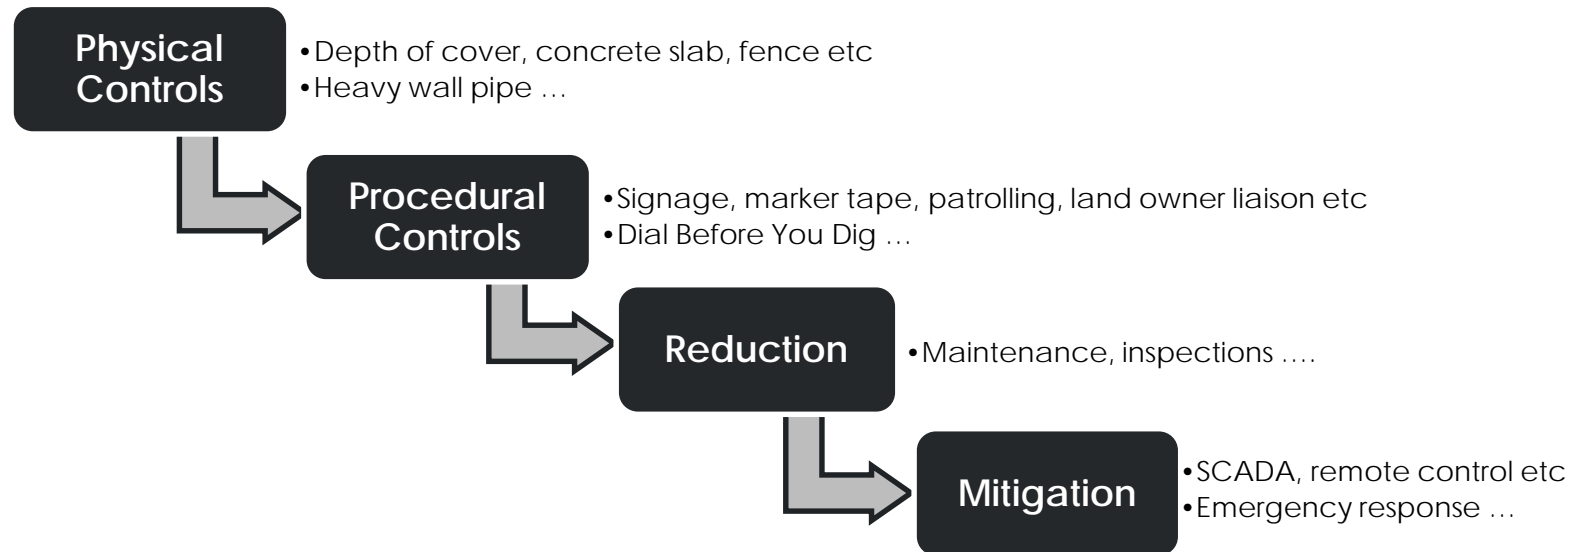 Physical
Controls
•Depth of cover, concrete slab, fence etc
•Heavy wall pipe …
Procedural
Controls
•Signage, marker tape, patrolling, land owner liaison etc
•Dial Before You Dig …
Reduction
•Maintenance, inspections ….
Mitigation
•SCADA, remote control etc
•Emergency response …